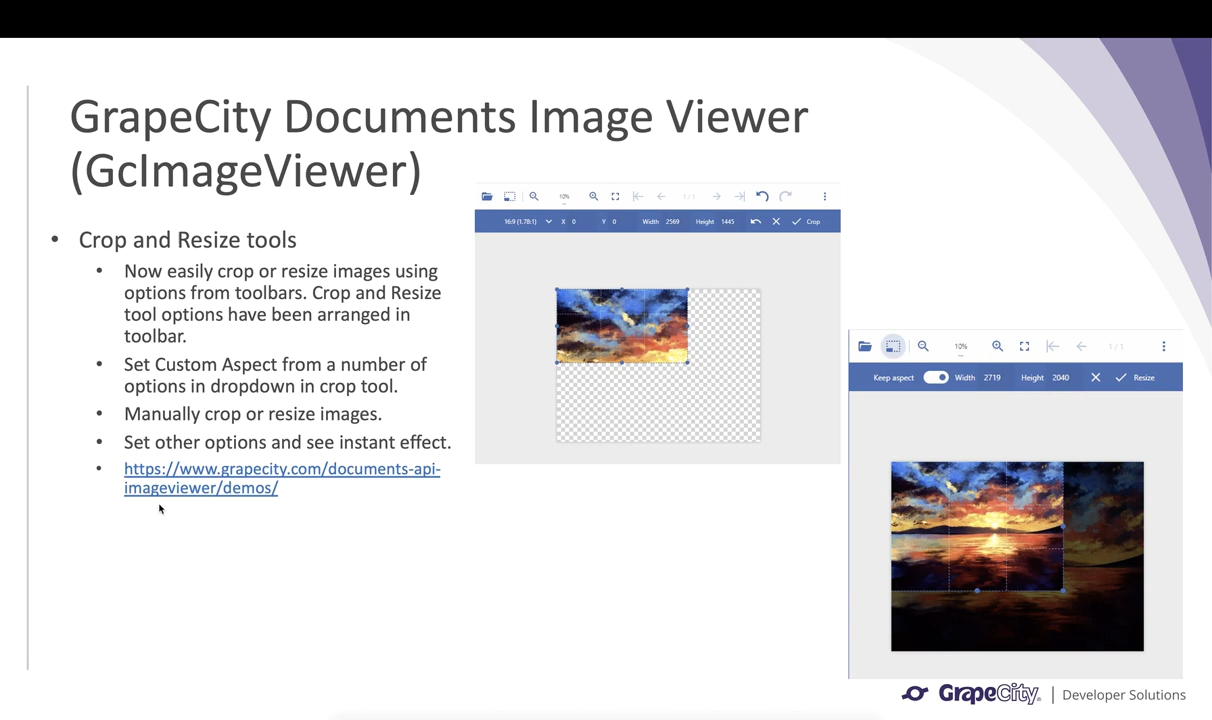 GrapeCity Documents Image Viewer
(GcImageViewer)
• Crop and Resize tools
• Now easily crop or resize images using
options from toolbars. Crop and Resize
tool options have been arranged in
toolbar.
• Set Custom Aspect from a number of
options in dropdown in crop tool.
• Manually crop or resize images.
• Set other options and see instant effect.
• https://www.grapecity.com/documents-api-
imageviewer/demos/
10% 1 / 1
16:9 (1.78:1) X 0 Y 0 Width 2569 Height 1445 Crop
10% 1 / 1
Keep aspect Width 2719 Height 2040 Resize
GrapeCity. | Developer Solutions